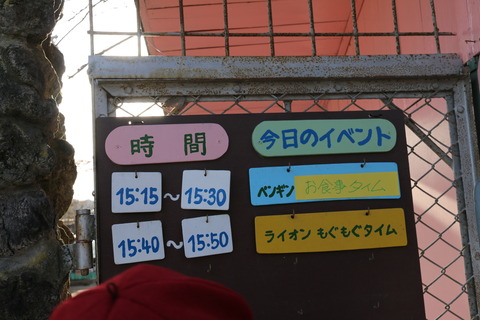 時間 今日のイベント
15:15~15:30 ペンギン お食事タイム
15:40~15:50 ライオン もぐもぐタイム